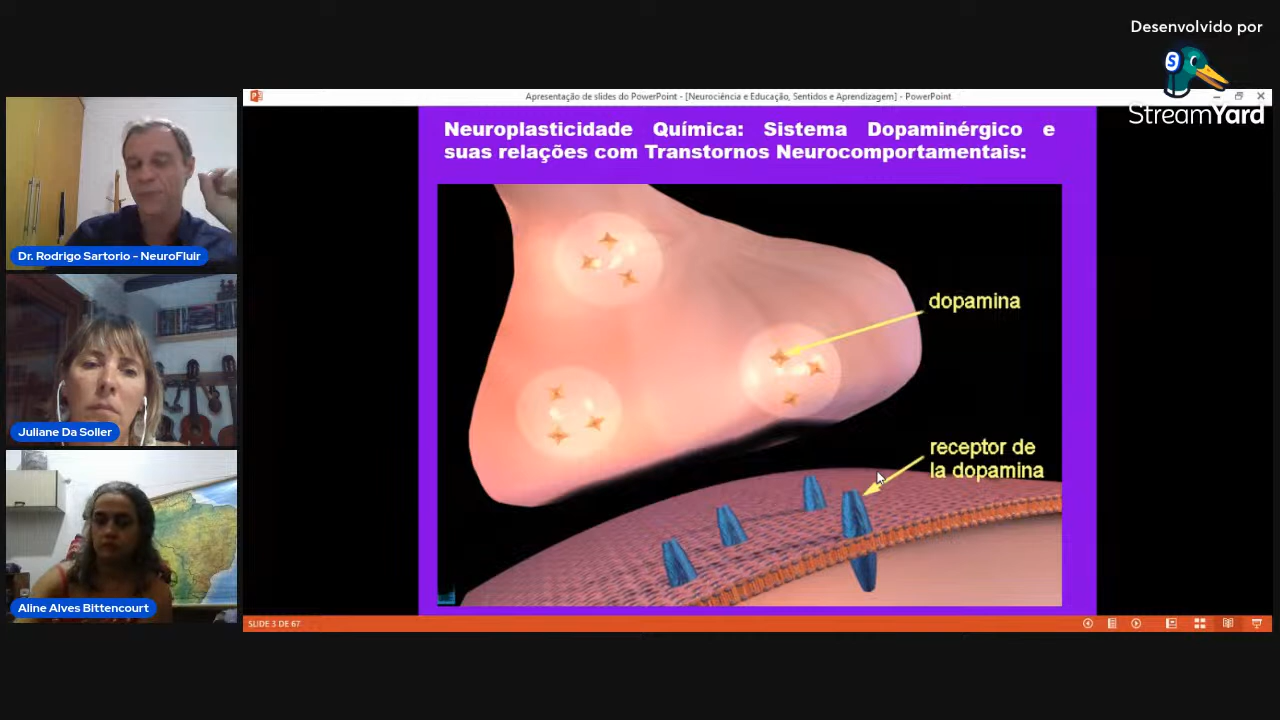 Desenvolvido por
StreamYard
Apresentação de slides do PowerPoint - [Neurociência e Educação, Sentidos e Aprendizagem] - PowerPoint
Neuroplasticidade Química: Sistema Dopaminérgico e
suas relações com Transtornos Neurocomportamentais:
dopamina
receptor de
la dopamina
Dr. Rodrigo Sartorio - NeuroFluir
Juliane Da Soller
Aline Alves Bittencourt
SLIDE 3 DE 67